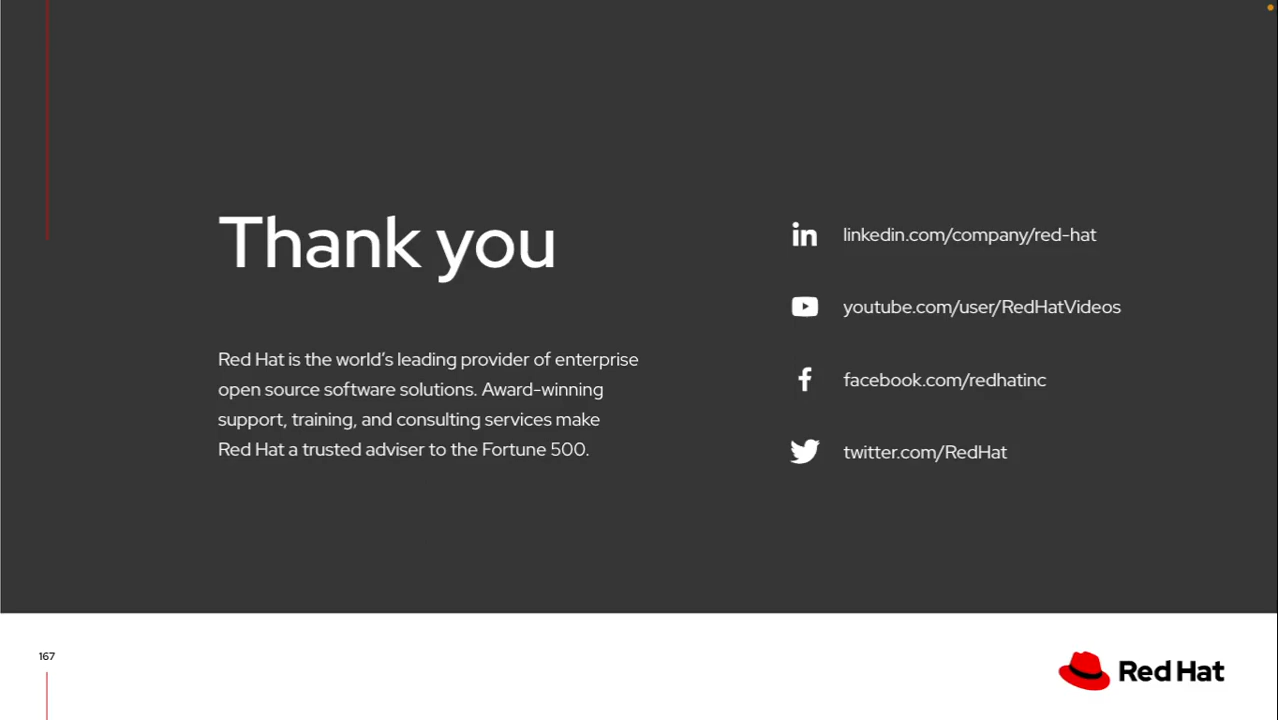 Thank you
Red Hat is the world’s leading provider of enterprise
open source software solutions. Award-winning
support, training, and consulting services make
Red Hat a trusted adviser to the Fortune 500.
in
linkedin.com/company/red-hat
youtube.com/user/RedHatVideos
f
facebook.com/redhatinc
twitter.com/RedHat
167
Red Hat